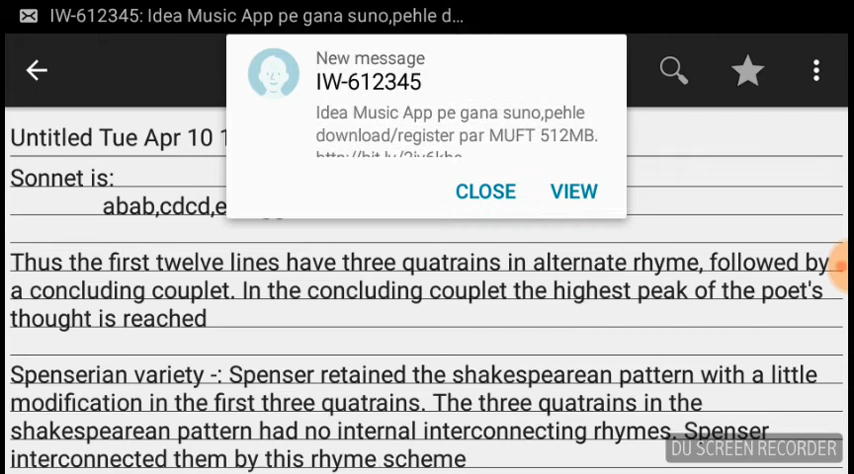 IW-612345: Idea Music App pe gana suno,pehle d...
New message
IW-612345
Idea Music App pe gana suno,pehle
download/register par MUFT 512MB.
CLOSE VIEW
Untitled Tue Apr 10
Sonnet is:
abab,cdcd,e
Thus the first twelve lines have three quatrains in alternate rhyme, followed by
a concluding couplet. In the concluding couplet the highest peak of the poet's
thought is reached
Spenserian variety -: Spenser retained the shakespearean pattern with a little
modification in the first three quatrains. The three quatrains in the
shakespearean pattern had no internal interconnecting rhymes. Spenser
interconnected them by this rhyme scheme
DU SCREEN RECORDER